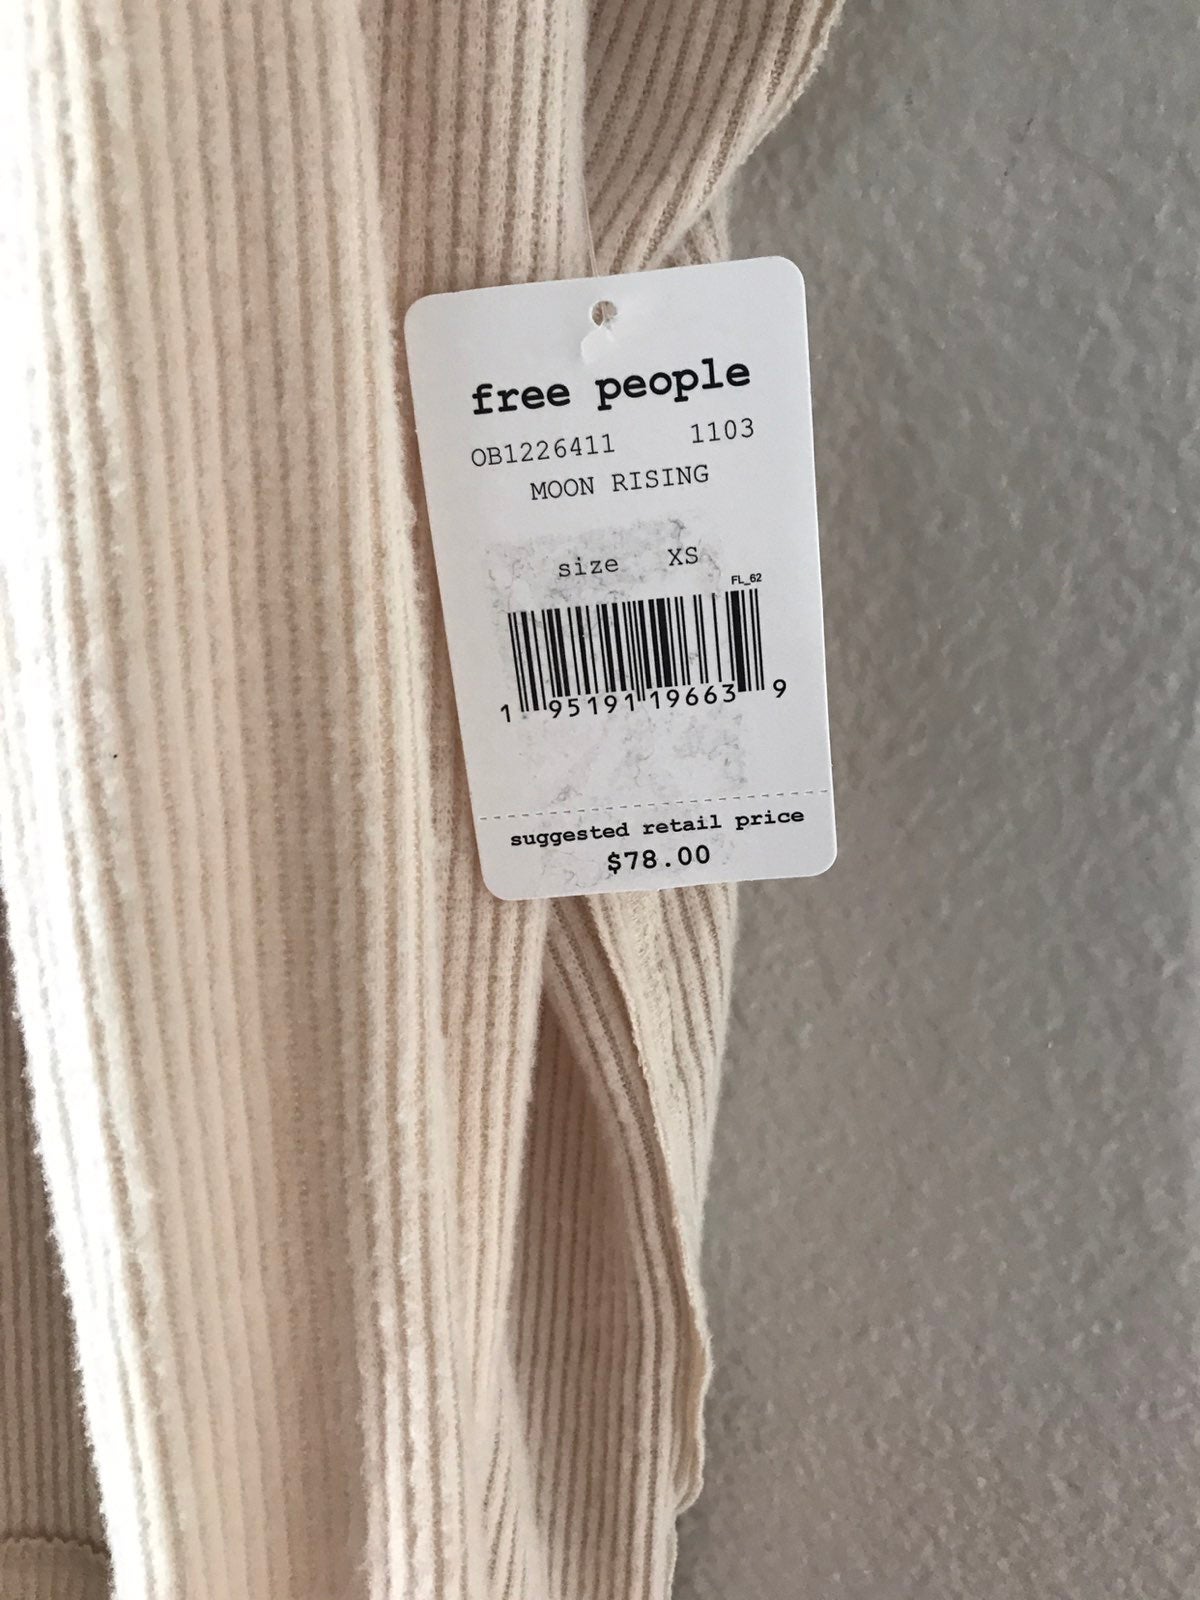 free people
OB1226411 1103
MOON RISING
size XS
FL_62
1 95191 19663 9
suggested retail price
$78.00